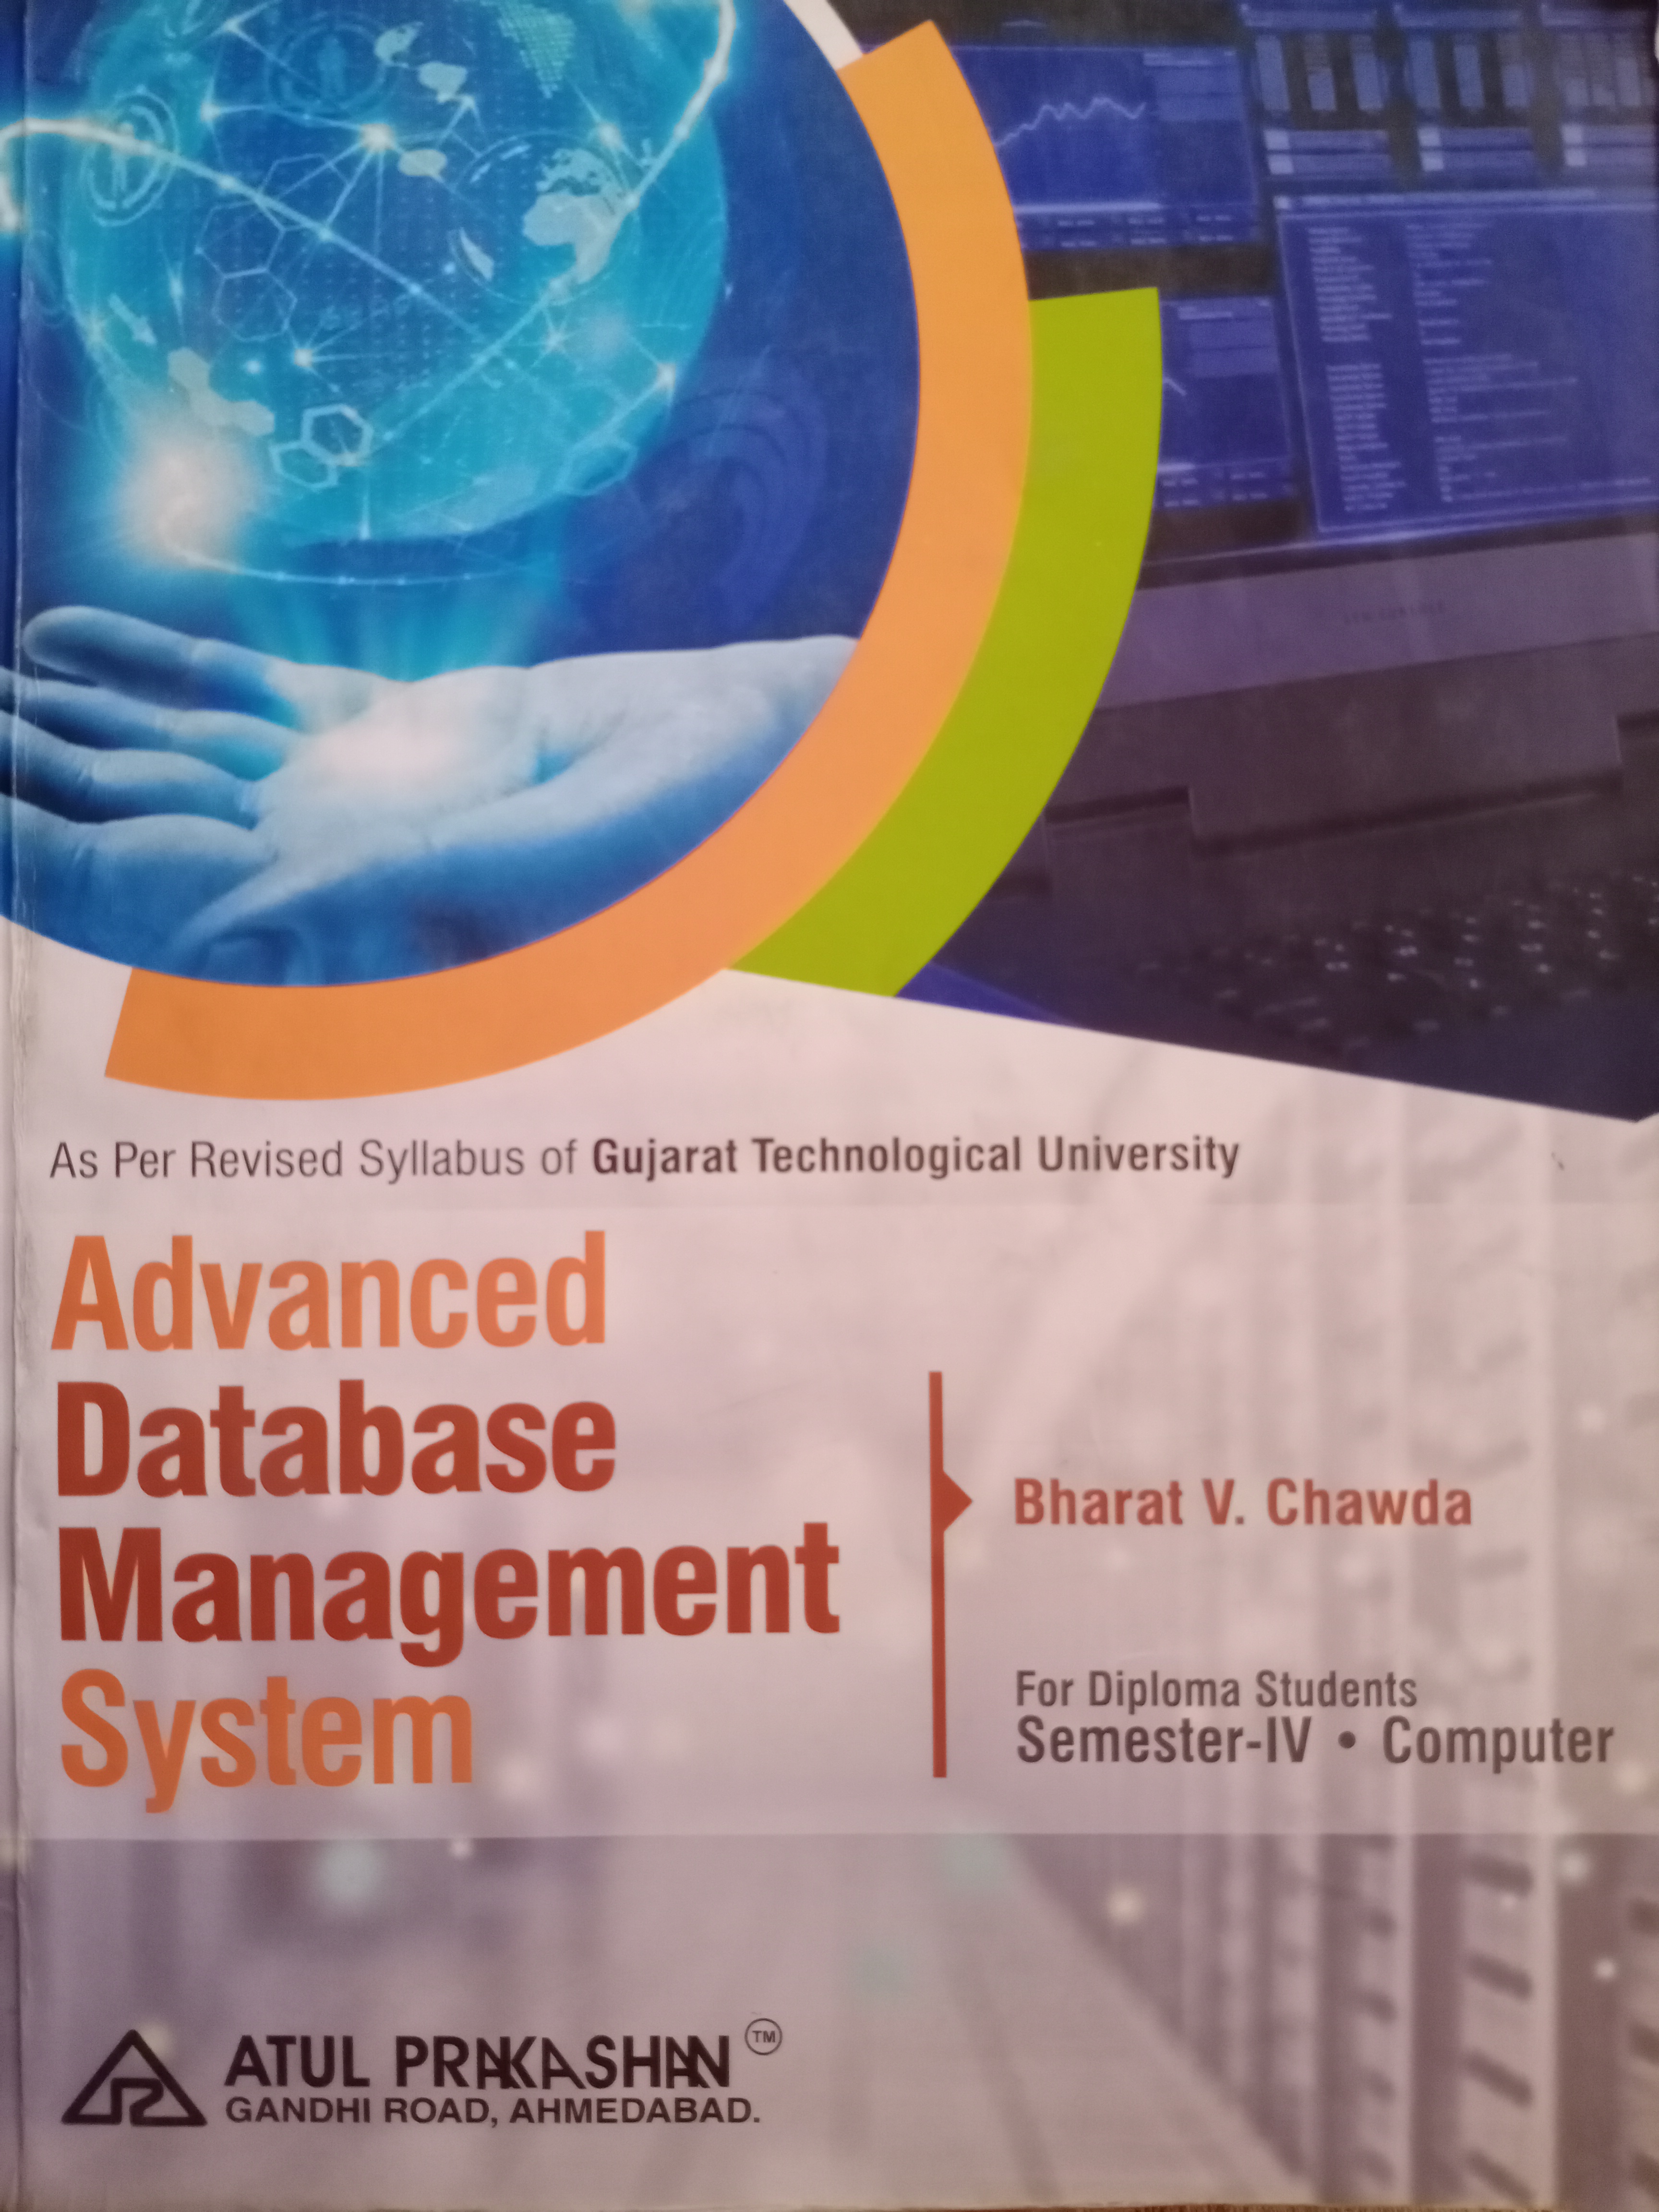 As Per Revised Syllabus of Gujarat Technological University
Advanced
Database
Management
System
Bharat V. Chawda
For Diploma Students
Semester-IV • Computer
ATUL PRAKASHAN TM
GANDHI ROAD, AHMEDABAD.